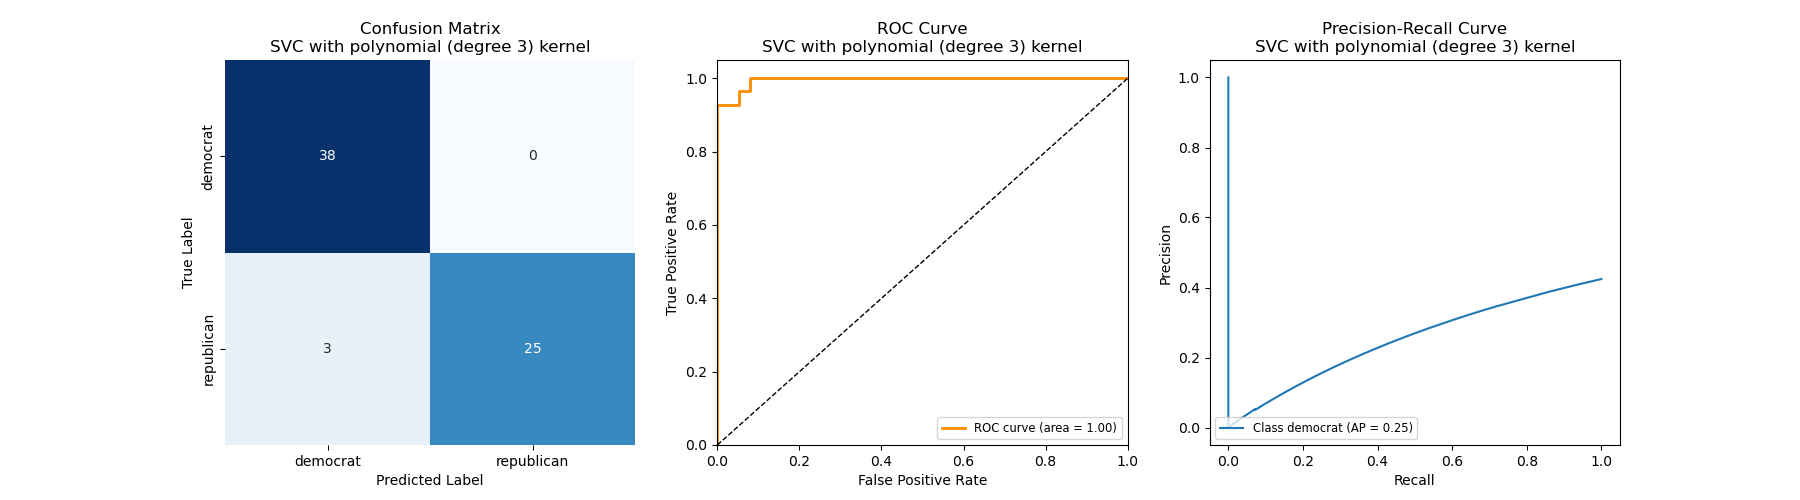 Confusion Matrix
SVC with polynomial (degree 3) kernel
True Label
democrat
republican
38
0
3
25
democrat
republican
Predicted Label
ROC Curve
SVC with polynomial (degree 3) kernel
True Positive Rate
1.0
0.8
0.6
0.4
0.2
0.0
ROC curve (area = 1.00)
0.0
0.2
0.4
0.6
0.8
1.0
False Positive Rate
Precision-Recall Curve
SVC with polynomial (degree 3) kernel
Precision
1.0
0.8
0.6
0.4
0.2
0.0
Class democrat (AP = 0.25)
0.0
0.2
0.4
0.6
0.8
1.0
Recall